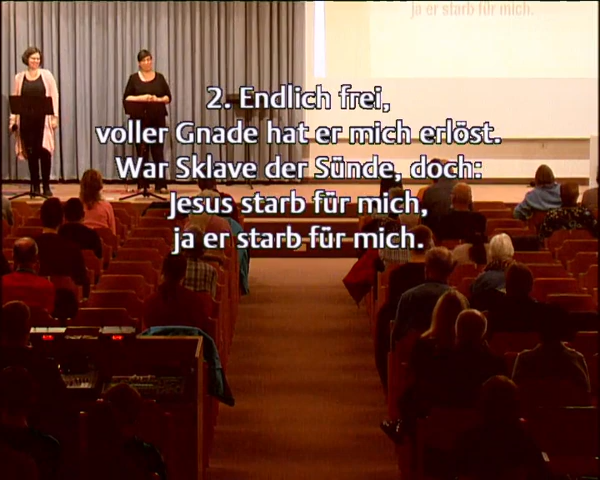 ja er starb für mich.
2. Endlich frei,
voller Gnade hat er mich erlöst.
War Sklave der Sünde, doch:
Jesus starb für mich,
ja er starb für mich.